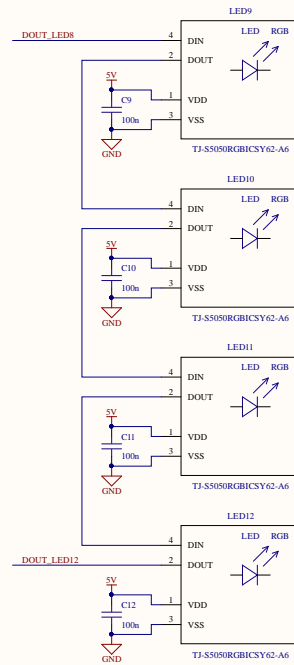 LED9
DOUT_LED8
4 DIN LED RGB
2 DOUT
5V
C9 1 VDD
100n 3 VSS
GND
TJ-S5050RGBICSY62-A6
LED10
4 DIN LED RGB
2 DOUT
5V
C10 1 VDD
100n 3 VSS
GND
TJ-S5050RGBICSY62-A6
LED11
4 DIN LED RGB
2 DOUT
5V
C11 1 VDD
100n 3 VSS
GND
TJ-S5050RGBICSY62-A6
LED12
4 DIN LED RGB
DOUT_LED12 2 DOUT
5V
C12 1 VDD
100n 3 VSS
GND
TJ-S5050RGBICSY62-A6